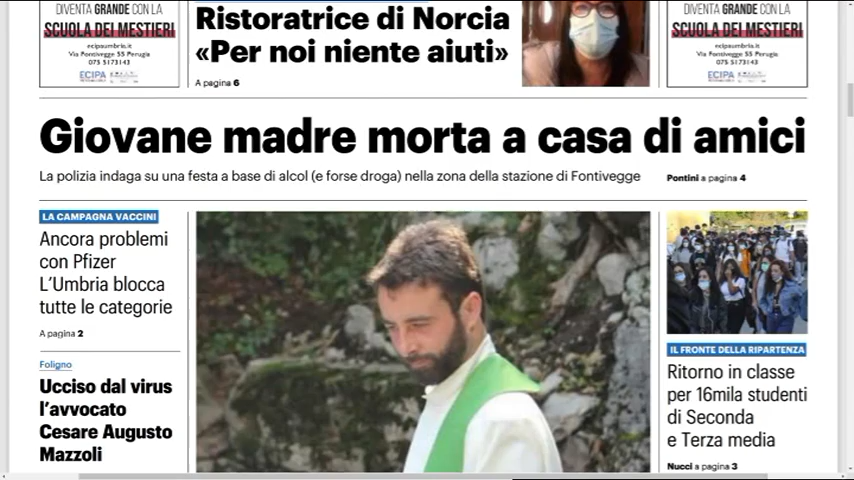 DIVENTA GRANDE CON LA
SCUOLA DEI MESTIERI
ecipaumbria.it
Via Fontivegge 55 Perugia
075 5173143
ECIPA
Ristoratrice di Norcia
«Per noi niente aiuti»
A pagina 6
DIVENTA GRANDE CON LA
SCUOLA DEI MESTIERI
ecipaumbria.it
Via Fontivegge 55 Perugia
075 5173143
ECIPA
Giovane madre morta a casa di amici
La polizia indaga su una festa a base di alcol (e forse droga) nella zona della stazione di Fontivegge
Pontini a pagina 4
LA CAMPAGNA VACCINI
Ancora problemi
con Pfizer
L'Umbria blocca
tutte le categorie
A pagina 2
Foligno
Ucciso dal virus
l'avvocato
Cesare Augusto
Mazzoli
IL FRONTE DELLA RIPARTENZA
Ritorno in classe
per 16mila studenti
di Seconda
e Terza media
Nucci a pagina 3